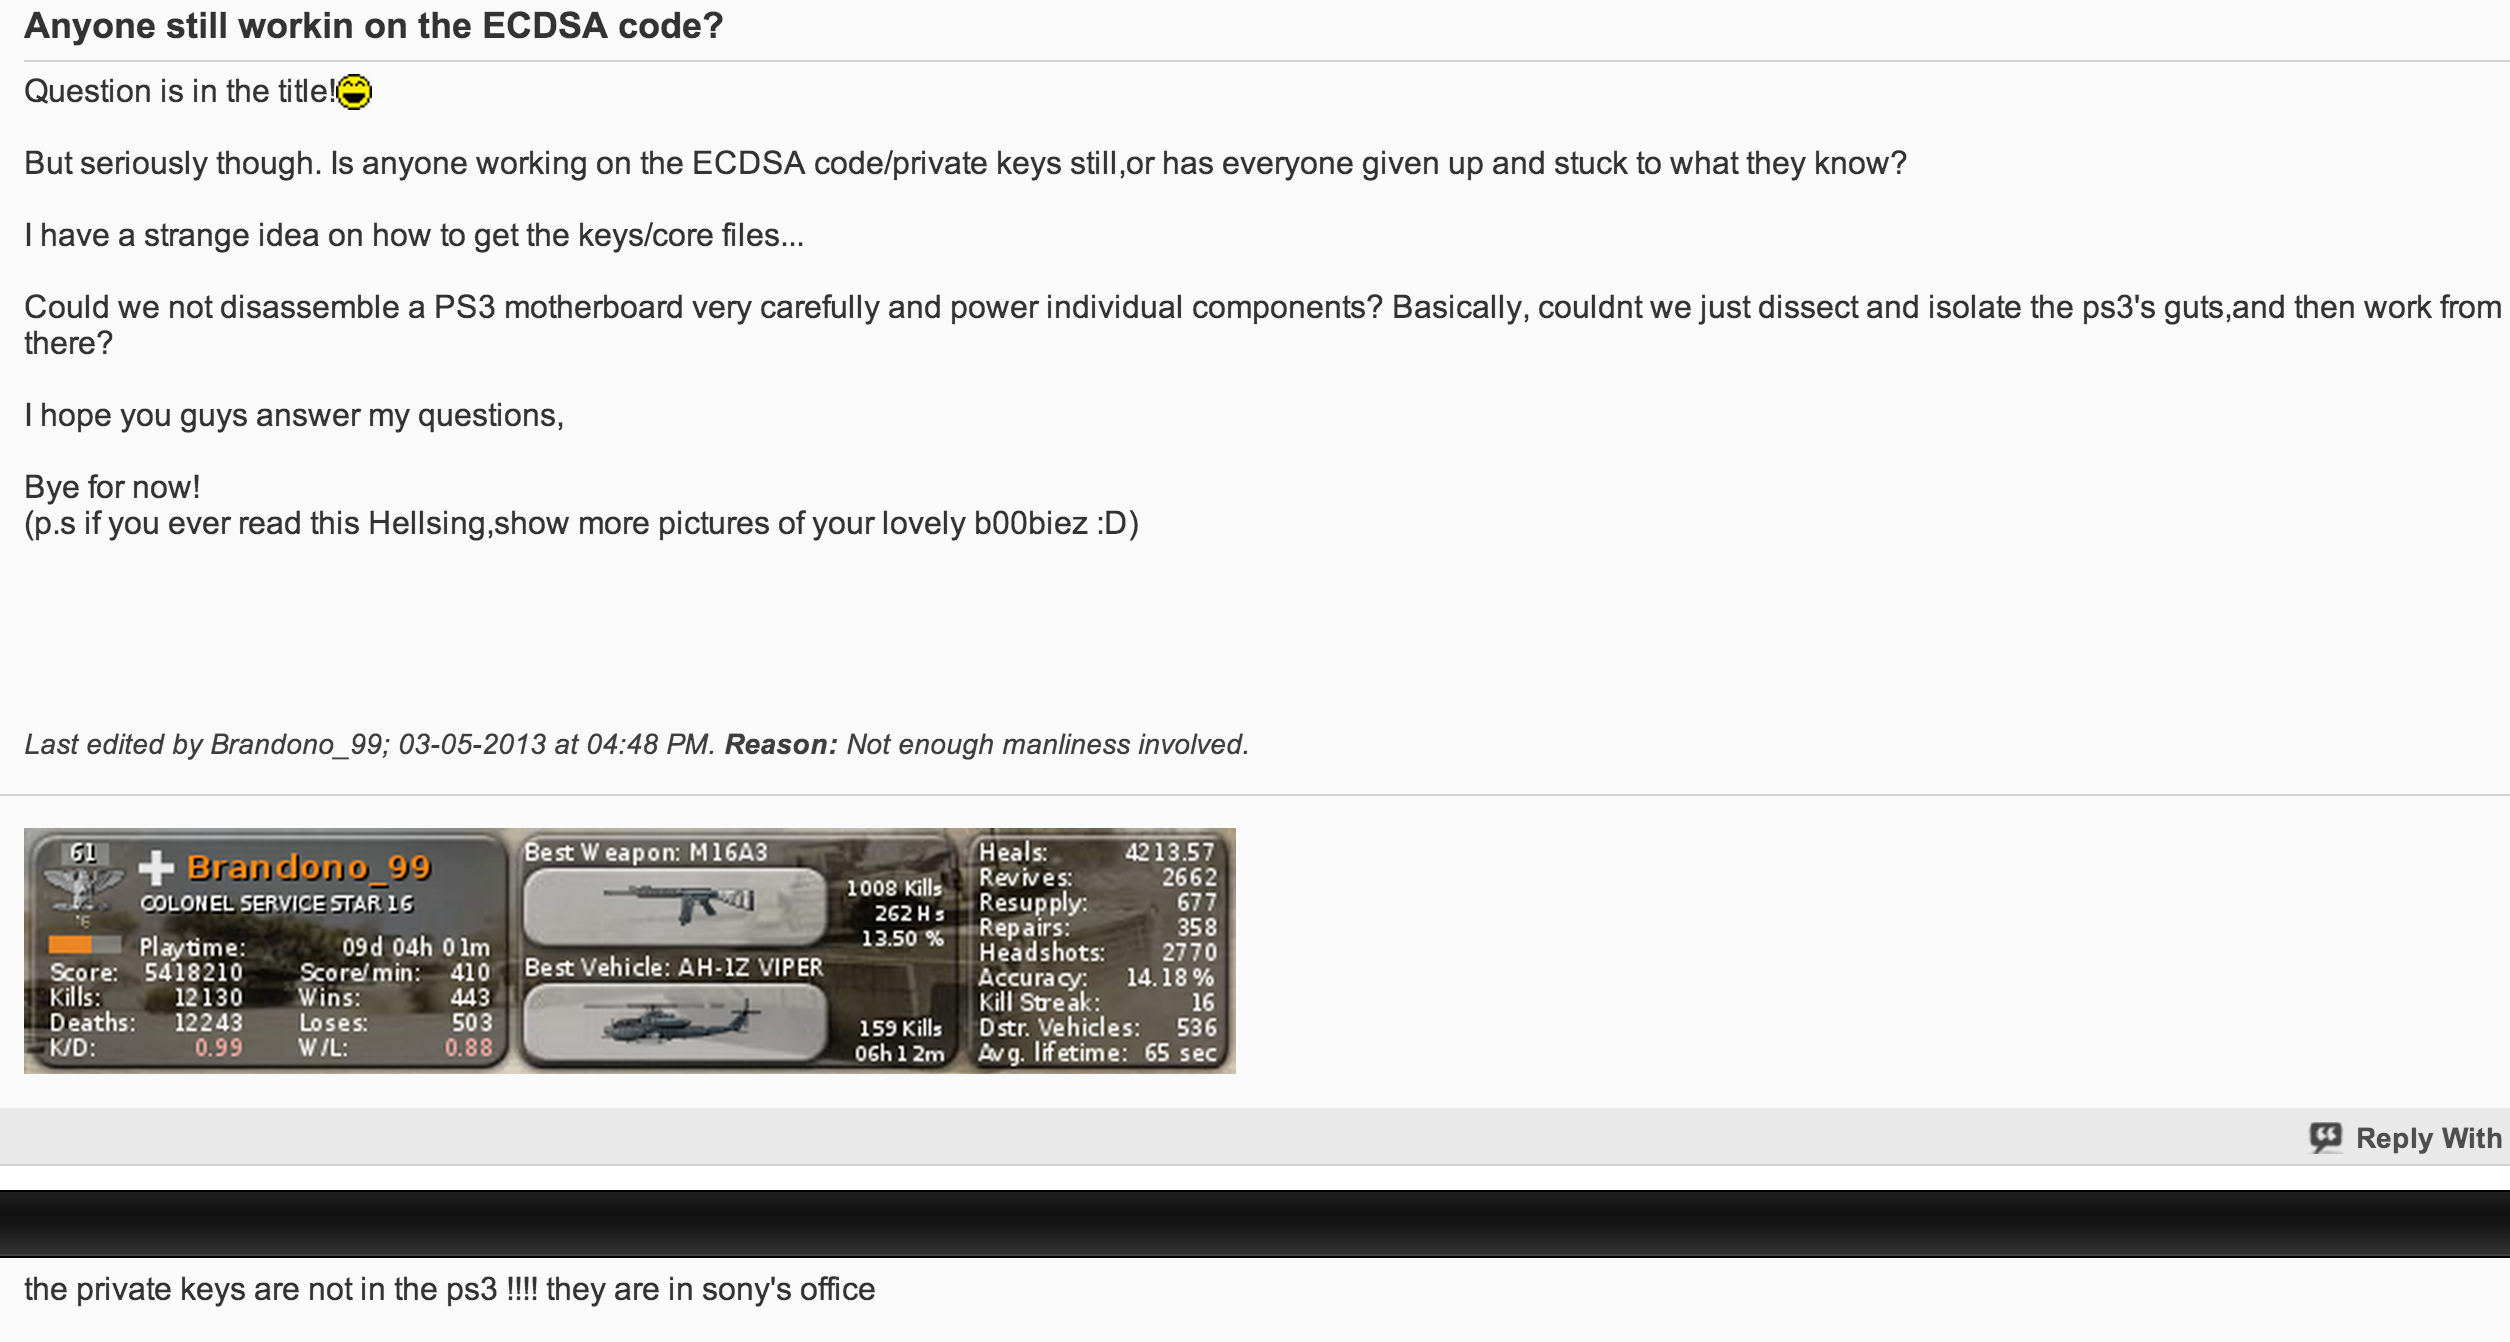 Anyone still workin on the ECDSA code?
Question is in the title!
But seriously though. Is anyone working on the ECDSA code/private keys still,or has everyone given up and stuck to what they know?
I have a strange idea on how to get the keys/core files...
Could we not disassemble a PS3 motherboard very carefully and power individual components? Basically, couldnt we just dissect and isolate the ps3's guts,and then work from
there?
I hope you guys answer my questions,
Bye for now!
(p.s if you ever read this Hellsing,show more pictures of your lovely b00biez :D)
Last edited by Brandono_99; 03-05-2013 at 04:48 PM. Reason: Not enough manliness involved.
61
Brandono_99
COLONEL SERVICE STAR 16
Playtime: 09d 04h 01m
Score: 5418210 Score/min: 410
Kills: 12130 Wins: 443
Deaths: 12243 Loses: 503
K/D: 0.99 W/L: 0.88
Best Weapon: M16A3
1008 Kills
262 Hs
13.50 %
Best Vehicle: AH-1Z VIPER
159 Kills
06h 12m
Heals: 4213.57
Revives: 2662
Resupply: 677
Repairs: 358
Headshots: 2770
Accuracy: 14.18%
Kill Streak: 16
Dstr. Vehicles: 536
Avg. lifetime: 65 sec
Reply With
the private keys are not in the ps3 !!!! they are in sony's office